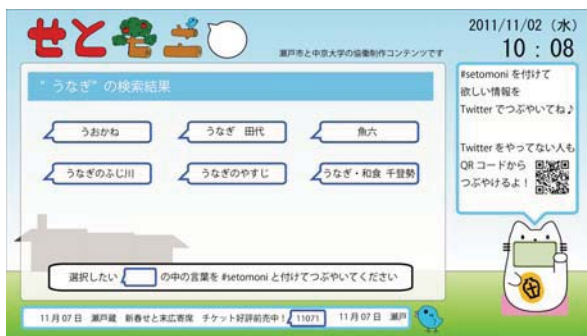 せともに
瀬戸市と中京大学の協働制作コンテンツです
2011/11/02（水）
10：08
"うなぎ"の検索結果
うおかね
うなぎ 田代
魚六
うなぎのふじ川
うなぎのやすじ
うなぎ・和食 千登勢
選択したい の中の言葉を #setomoni と付けてつぶやいてください
#setomoni を付けて
欲しい情報を
Twitter でつぶやいてね♪
Twitter をやってない人も
QR コードから
つぶやけるよ！
11月07日 瀬戸蔵 新春せと末広寄席 チケット好評前売中！ 11071 11月07日 瀬戸